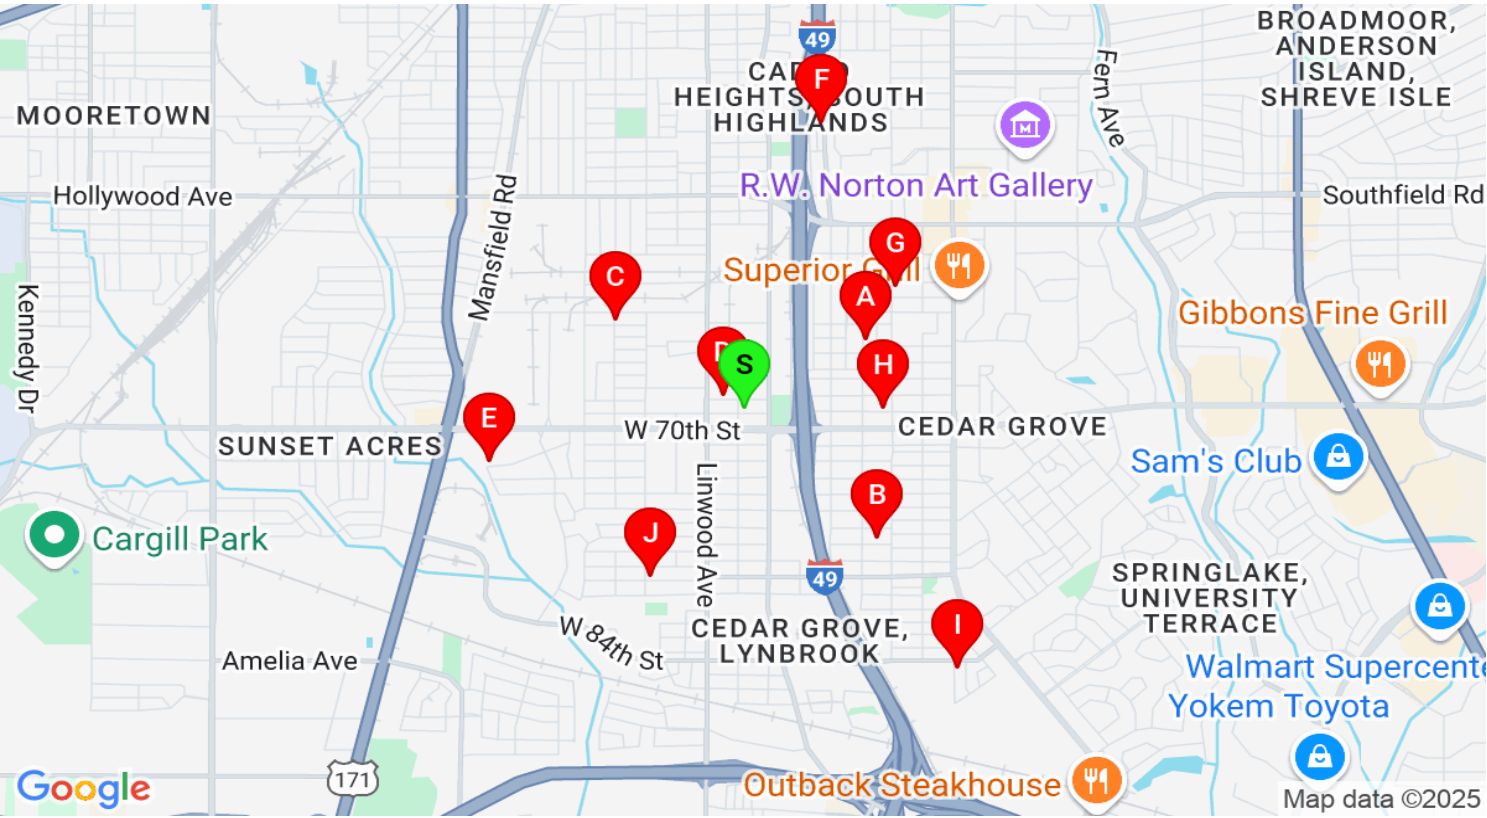 BROADMOOR,
ANDERSON
ISLAND,
SHREVE ISLE
49
F
HEIGHTS, SOUTH
HIGHLANDS
MOORETOWN
Fern Ave
M
R.W. Norton Art Gallery
Hollywood Ave
Southfield Rd
Mansfield Rd
G
Superior Grill
C
A
Kennedy Dr
Gibbons Fine Grill
S
H
E
W 70th St
CEDAR GROVE
SUNSET ACRES
Sam's Club
B
Linwood Ave
J
Cargill Park
49
SPRINGLAKE,
UNIVERSITY
TERRACE
I
W 84th St
CEDAR GROVE,
LYNBROOK
Amelia Ave
Walmart Supercente
Yokem Toyota
171
Google
Outback Steakhouse
Map data ©2025